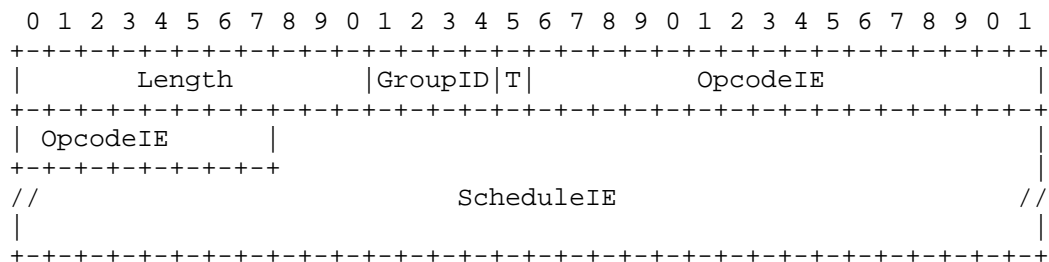 0 1 2 3 4 5 6 7 8 9 0 1 2 3 4 5 6 7 8 9 0 1 2 3 4 5 6 7 8 9 0 1
+-+-+-+-+-+-+-+-+-+-+-+-+-+-+-+-+-+-+-+-+-+-+-+-+-+-+-+-+-+-+-+-+
|       Length        |GroupID|T|          OpcodeIE             |
+-+-+-+-+-+-+-+-+-+-+-+-+-+-+-+-+-+-+-+-+-+-+-+-+-+-+-+-+-+-+-+-+
| OpcodeIE      |                                               |
+-+-+-+-+-+-+-+-+                                               |
//                          ScheduleIE                         //
|                                                               |
+-+-+-+-+-+-+-+-+-+-+-+-+-+-+-+-+-+-+-+-+-+-+-+-+-+-+-+-+-+-+-+-+